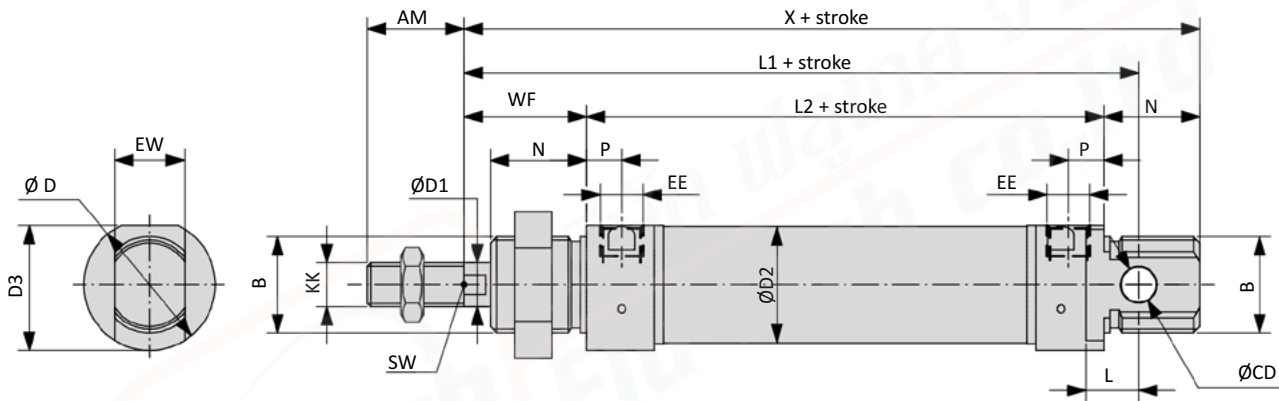 AM
X + stroke
L1 + stroke
WF
L2 + stroke
N
EW
N
P
P
Ø D
ØD1
EE
EE
D3
B
KK
ØD2
B
SW
L
ØCD